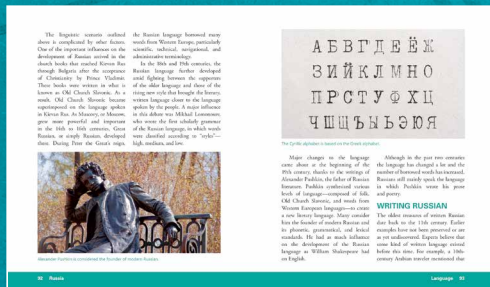 The linguistic scenario outlined
above is complicated by other factors.
One of the important influences on the
development of Russian arrived in the
church books that reached Kievan Rus
through Bulgaria after the acceptance
of Christianity by Prince Vladimir.
These books were written in what is
known as Old Church Slavonic. As a
result, Old Church Slavonic became
superimposed on the language spoken
in Kievan Rus. As Muscovy, or Moscow,
grew more powerful and important
in the 14th to 16th centuries, Great
Russian, or simply Russian, developed
there. During Peter the Great's reign,
the Russian language borrowed many
words from Western Europe, particularly
scientific, technical, navigational, and
administrative terminology.
In the 18th and 19th centuries, the
Russian language further developed
amid fighting between the supporters
of the older language and those of the
rising new style that brought the literary,
written language closer to the language
spoken by the people. A major influence
in this debate was Mikhail Lomonosov,
who wrote the first scholarly grammar
of the Russian language, in which words
were classified according to "styles"—
high, medium, and low.
Alexander Pushkin is considered the founder of modern Russian.
82 Russia
АБВГДЕЁЖ
ЗИЙКЛМНО
ПРСТУФХЦ
ЧШЩЪЫЬЭЮЯ
The Cyrillic alphabet is based on the Greek alphabet.
Major changes to the language
came about at the beginning of the
19th century, thanks to the writings of
Alexander Pushkin, the father of Russian
literature. Pushkin synthesized various
levels of language—composed of folk,
Old Church Slavonic, and words from
Western European languages—to create
a new literary language. Many consider
him the founder of modern Russian and
its phonetic, grammatical, and lexical
standards. He had as much influence
on the development of the Russian
language as William Shakespeare had
on English.
Although in the past two centuries
the language has changed a lot and the
number of borrowed words has increased,
Russians still mainly speak the language
in which Pushkin wrote his prose
and poetry.
WRITING RUSSIAN
The oldest treasures of written Russian
date back to the 11th century. Earlier
examples have not been preserved or are
as yet undiscovered. Experts believe that
some kind of written language existed
before this time. For example, a 10th-
century Arabian traveler mentioned that
Language 83